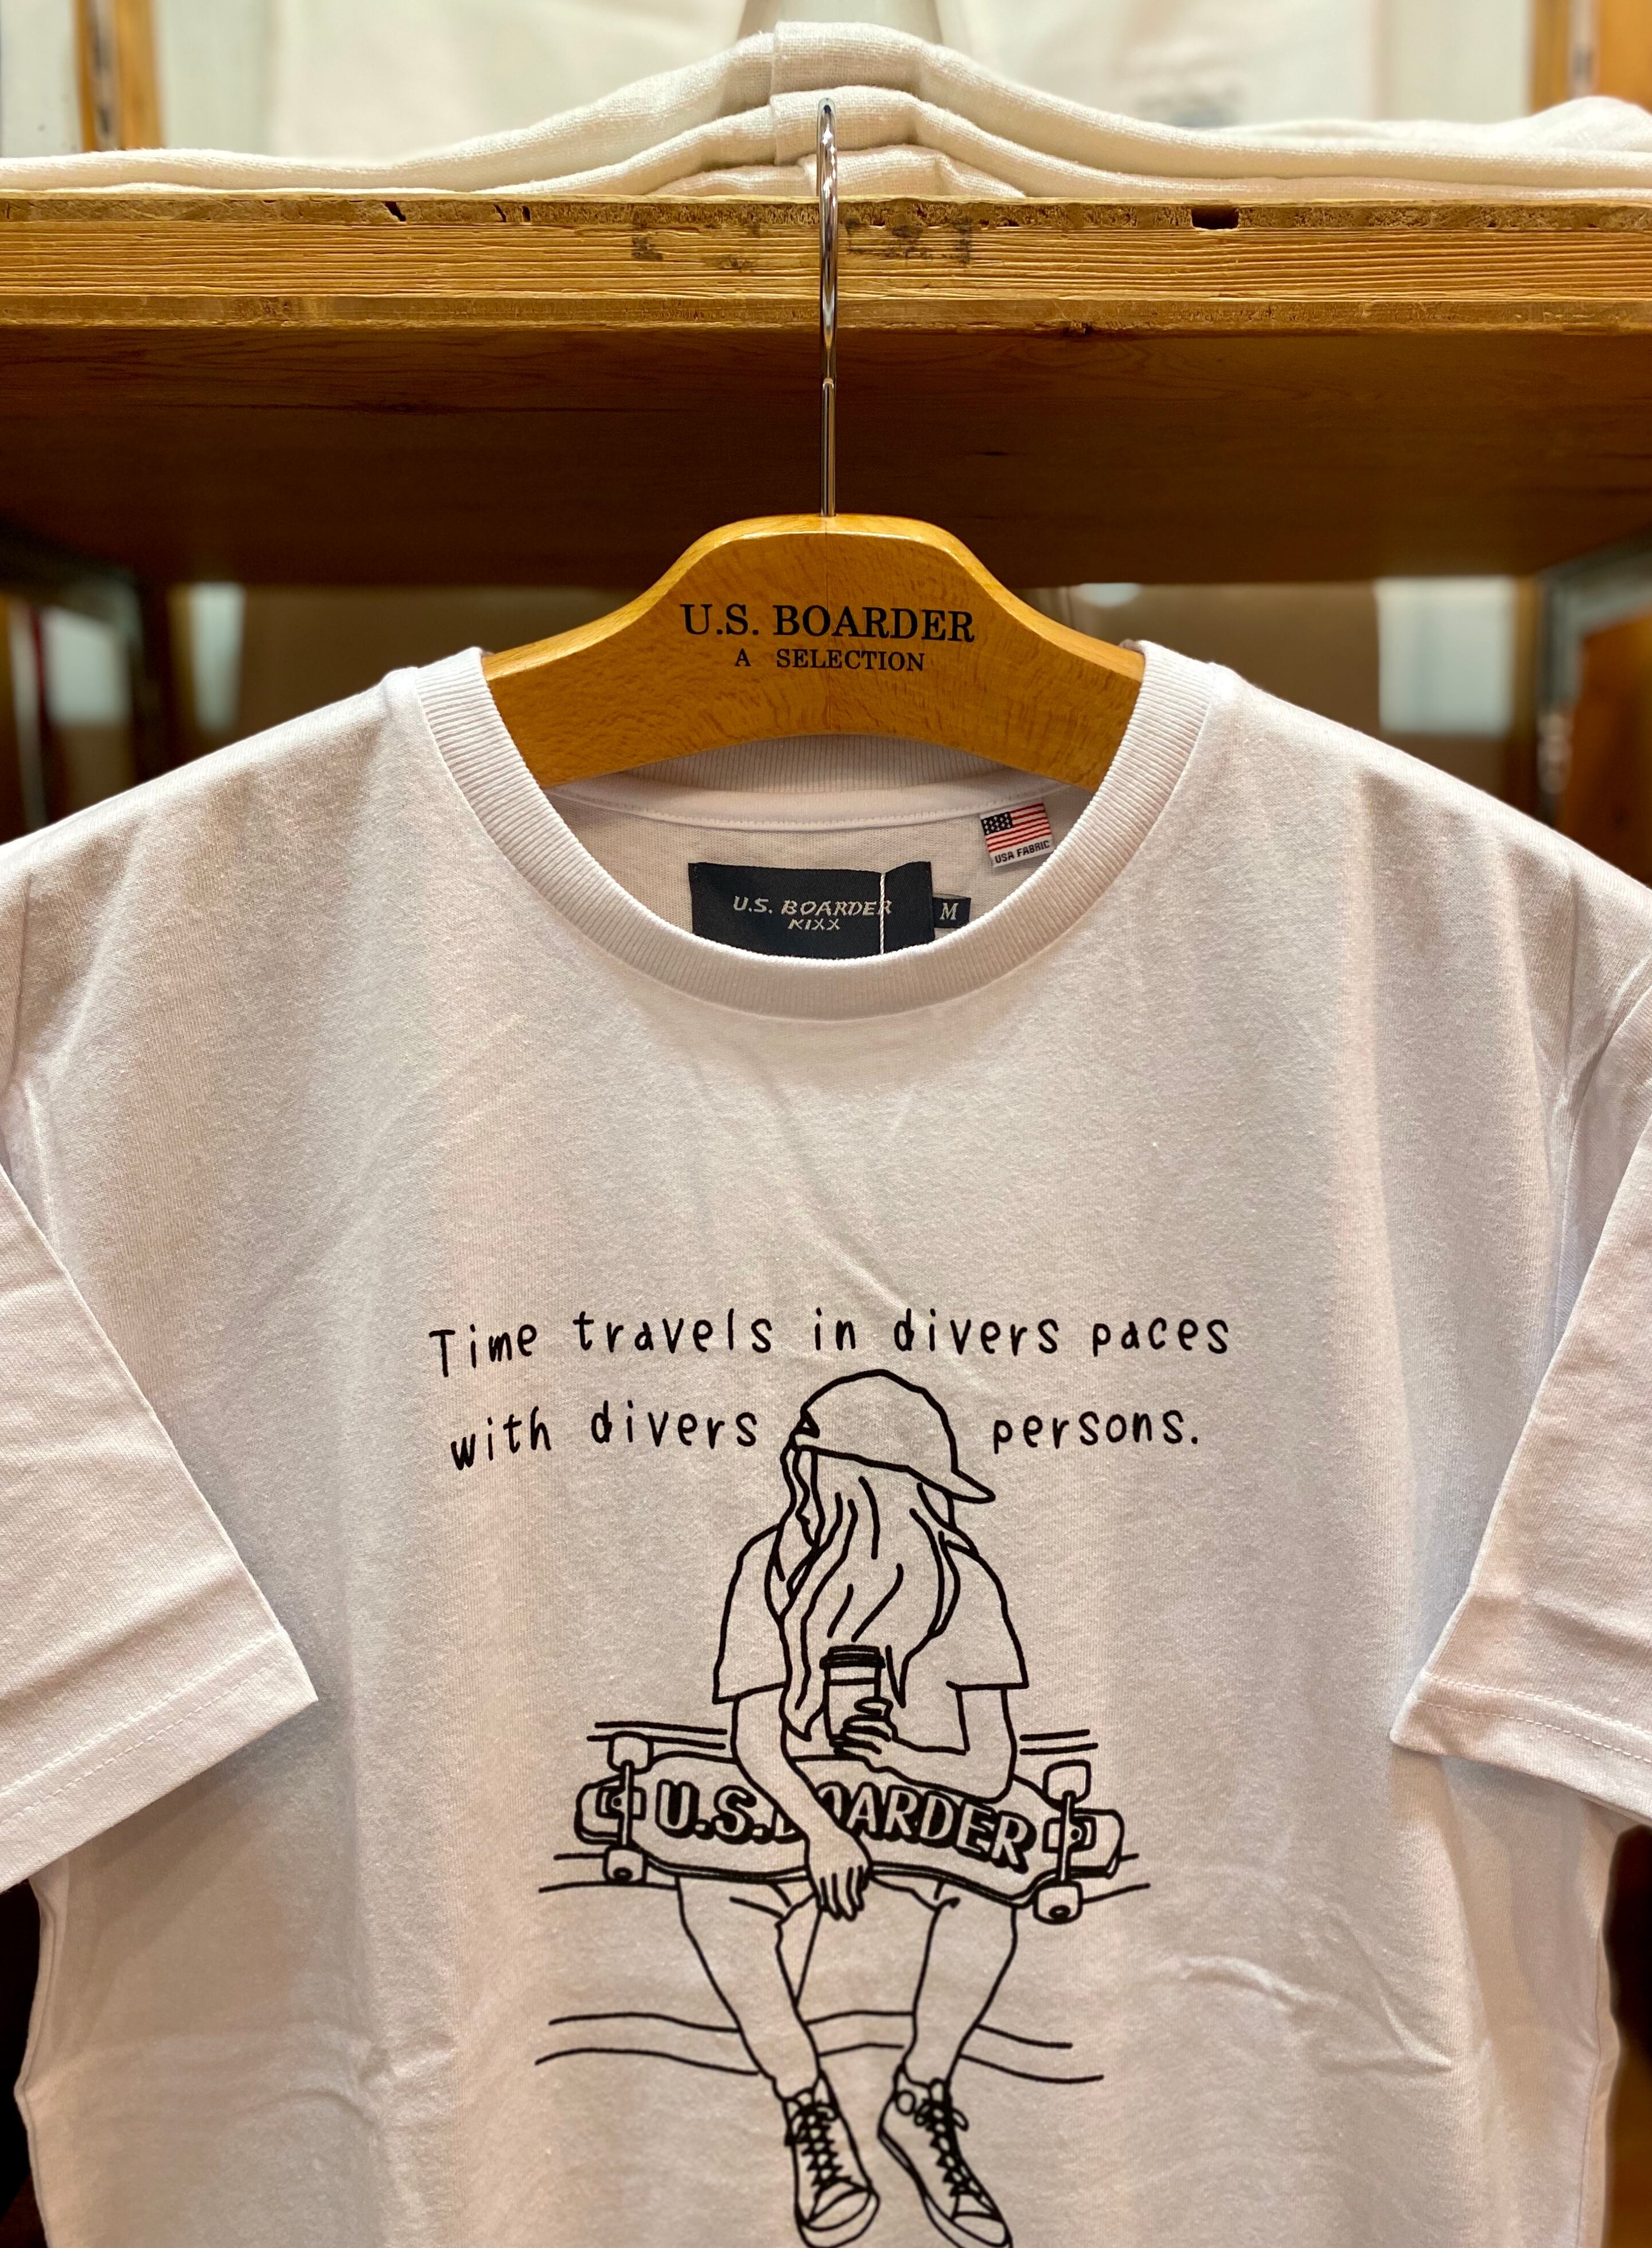 U.S. BOARDER
A SELECTION
USA FABRIC
U.S. BOARDER
KIXX
M
Time travels in divers paces
with divers persons.
U.S.BOARDER